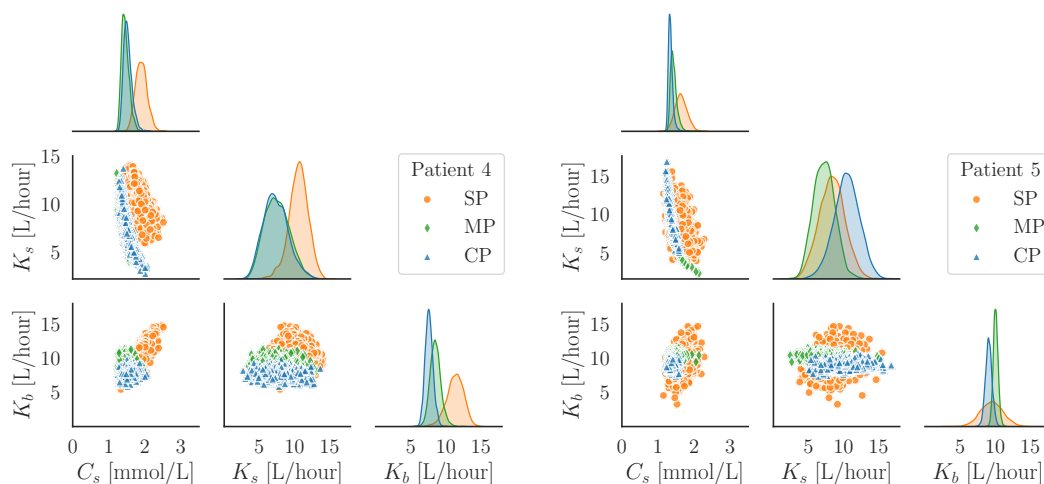 Patient 4
SP
MP
CP
K_s [L/hour]
15
10
5
K_b [L/hour]
15
10
5
0 1 2 3
5 10 15
5 10 15
C_s [mmol/L]
K_s [L/hour]
K_b [L/hour]
Patient 5
SP
MP
CP
K_s [L/hour]
15
10
5
K_b [L/hour]
15
10
5
0 1 2 3
5 10 15
5 10 15
C_s [mmol/L]
K_s [L/hour]
K_b [L/hour]